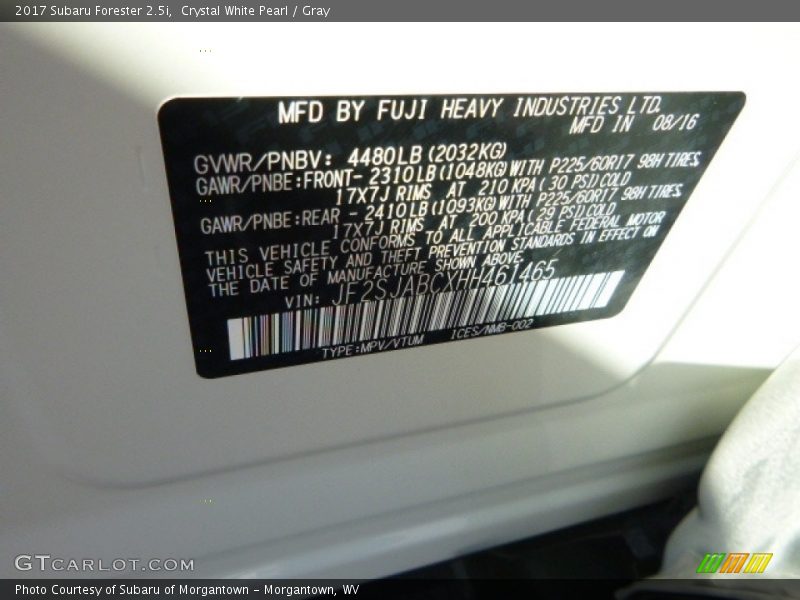 2017 Subaru Forester 2.5i,  Crystal White Pearl / Gray
MFD BY FUJI HEAVY INDUSTRIES LTD.
MFD IN 08/16
GVWR/PNBV: 4480LB(2032KG)
GAWR/PNBE:FRONT- 2310LB(1048KG)WITH P225/60R17 98H TIRES
17X7J RIMS AT 210 KPA(30 PSI)COLD
GAWR/PNBE:REAR - 2410LB(1093KG)WITH P225/60R17 98H TIRES
17X7J RIMS AT 200 KPA(29 PSI)COLD
THIS VEHICLE CONFORMS TO ALL APPLICABLE FEDERAL MOTOR
VEHICLE SAFETY AND THEFT PREVENTION STANDARDS IN EFFECT ON
THE DATE OF MANUFACTURE SHOWN ABOVE
VIN: JF2SJABCXHH461465
TYPE:MPV/VTUM ICES/NMB-002
GTCARLOT.COM
Photo Courtesy of Subaru of Morgantown - Morgantown, WV